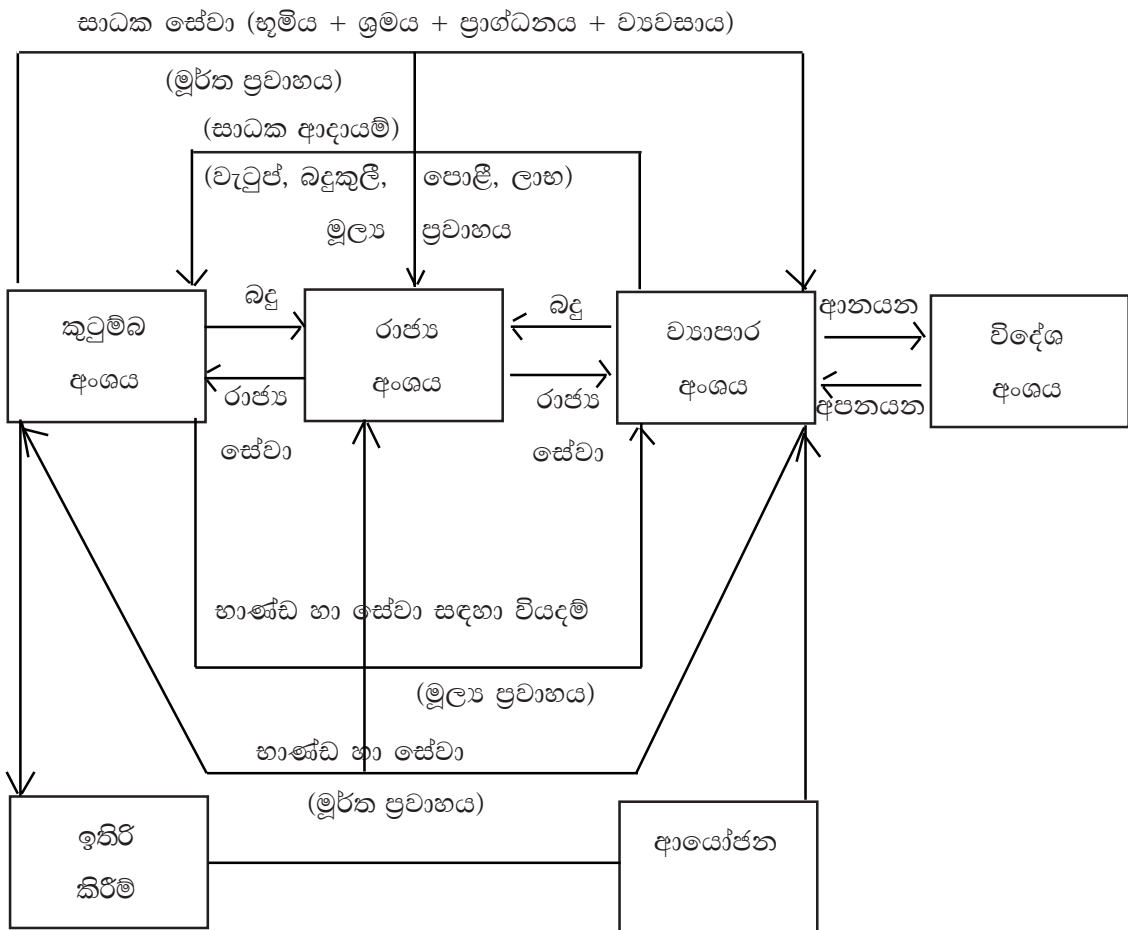 සාධක සේවා (භූමිය + ශ්‍රමය + ප්‍රාග්ධනය + ව්‍යවසාය)
(මූර්ත ප්‍රවාහය)
(සාධක ආදායම්)
(වැටුප්, බදුකුලී, පොළී, ලාභ)
මූල්‍ය ප්‍රවාහය
කුටුම්බ
අංශය
බදු
රාජ්‍ය
සේවා
රාජ්‍ය
අංශය
බදු
රාජ්‍ය
සේවා
ව්‍යාපාර
අංශය
ආනයන
අපනයන
විදේශ
අංශය
භාණ්ඩ හා සේවා සඳහා වියදම්
(මූල්‍ය ප්‍රවාහය)
භාණ්ඩ හා සේවා
(මූර්ත ප්‍රවාහය)
ඉතිරි
කිරීම්
ආයෝජන